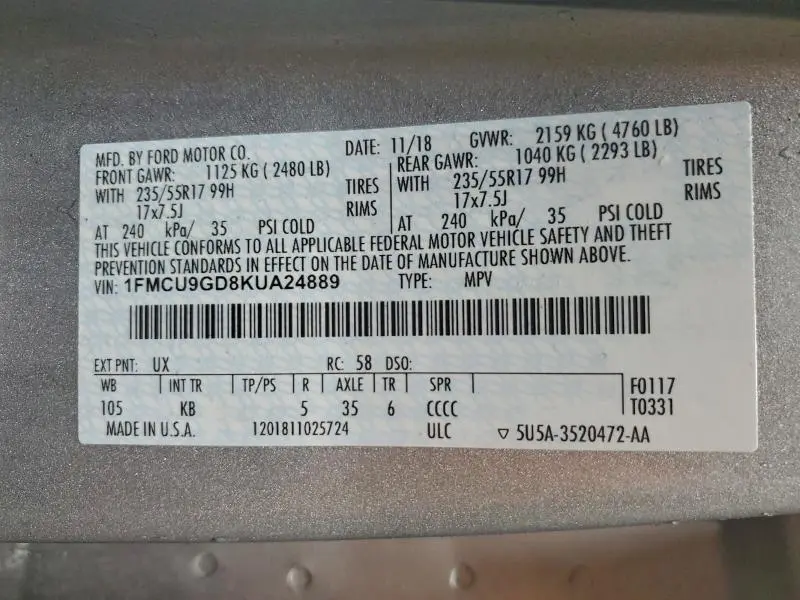 MFD. BY FORD MOTOR CO. DATE: 11/18 GVWR: 2159 KG ( 4760 LB)
FRONT GAWR: 1125 KG ( 2480 LB) REAR GAWR: 1040 KG ( 2293 LB)
WITH 235/55R17 99H TIRES WITH 235/55R17 99H TIRES
17x7.5J RIMS 17x7.5J RIMS
AT 240 kPa/ 35 PSI COLD AT 240 kPa/ 35 PSI COLD
THIS VEHICLE CONFORMS TO ALL APPLICABLE FEDERAL MOTOR VEHICLE SAFETY AND THEFT
PREVENTION STANDARDS IN EFFECT ON THE DATE OF MANUFACTURE SHOWN ABOVE.
VIN: 1FMCU9GD8KUA24889 TYPE: MPV
EXT PNT: UX RC: 58 DSO:
WB INT TR TP/PS R AXLE TR SPR F0117
105 KB 5 35 6 CCCC T0331
MADE IN U.S.A. 1201811025724 ULC ▽ 5U5A-3520472-AA